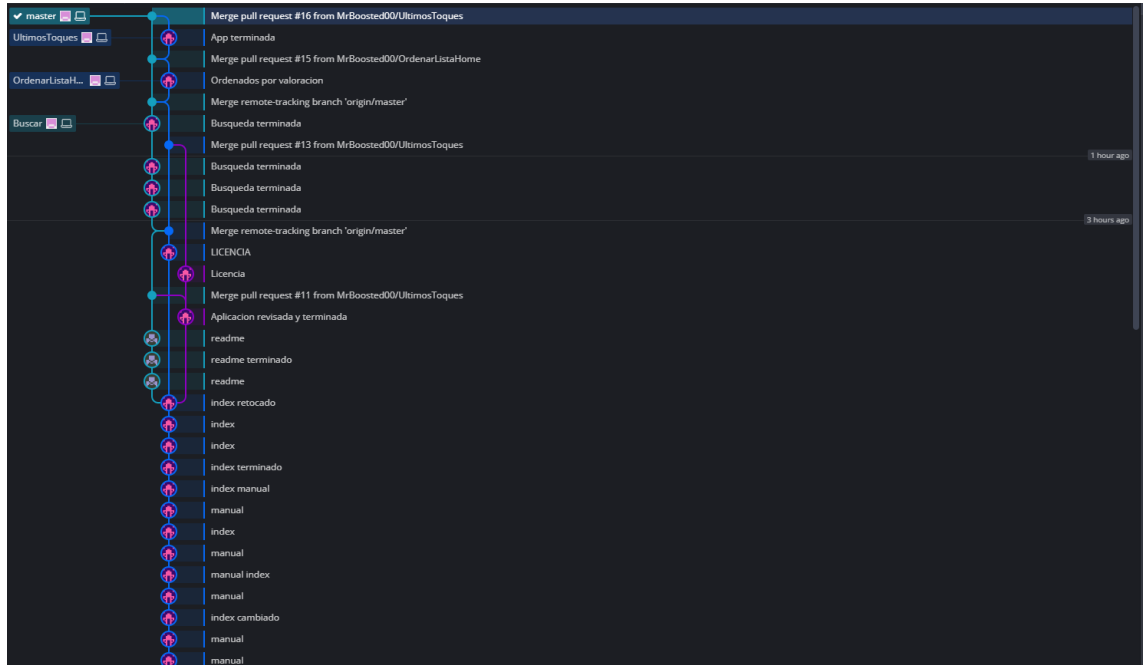 master Merge pull request #16 from MrBoosted00/UltimosToques
UltimosToques App terminada
Merge pull request #15 from MrBoosted00/OrdenarListaHome
OrdenarListaH... Ordenados por valoracion
Merge remote-tracking branch 'origin/master'
Buscar Busqueda terminada
Merge pull request #13 from MrBoosted00/UltimosToques
1 hour ago
Busqueda terminada
Busqueda terminada
Busqueda terminada
3 hours ago
Merge remote-tracking branch 'origin/master'
LICENCIA
Licencia
Merge pull request #11 from MrBoosted00/UltimosToques
Aplicacion revisada y terminada
readme
readme terminado
readme
index retocado
index
index
index terminado
index manual
manual
index
manual
manual index
manual
index cambiado
manual
manual